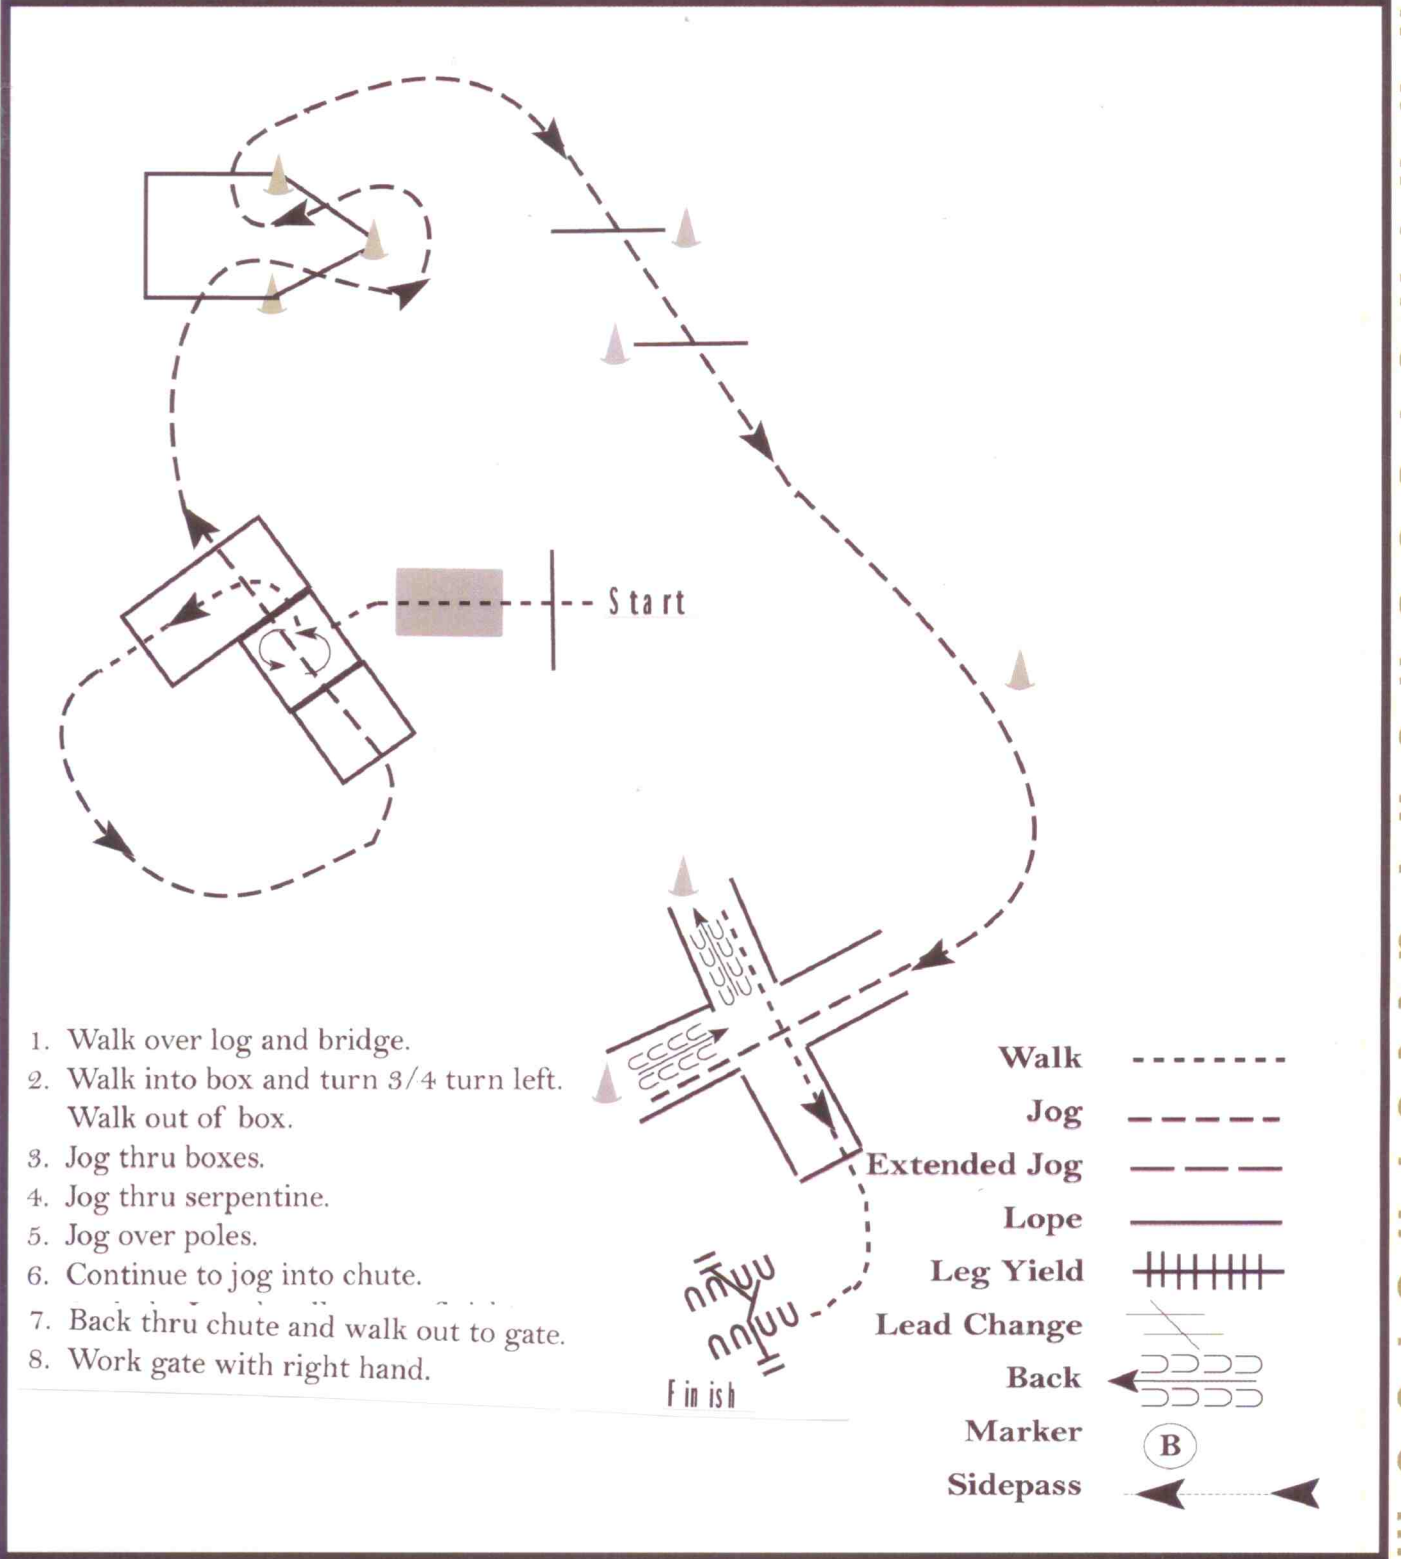 Start
1. Walk over log and bridge.
2. Walk into box and turn 3/4 turn left.
Walk out of box.
3. Jog thru boxes.
4. Jog thru serpentine.
5. Jog over poles.
6. Continue to jog into chute.
7. Back thru chute and walk out to gate.
8. Work gate with right hand.
Finish
Walk
Jog
Extended Jog
Lope
Leg Yield
Lead Change
Back
Marker B
Sidepass